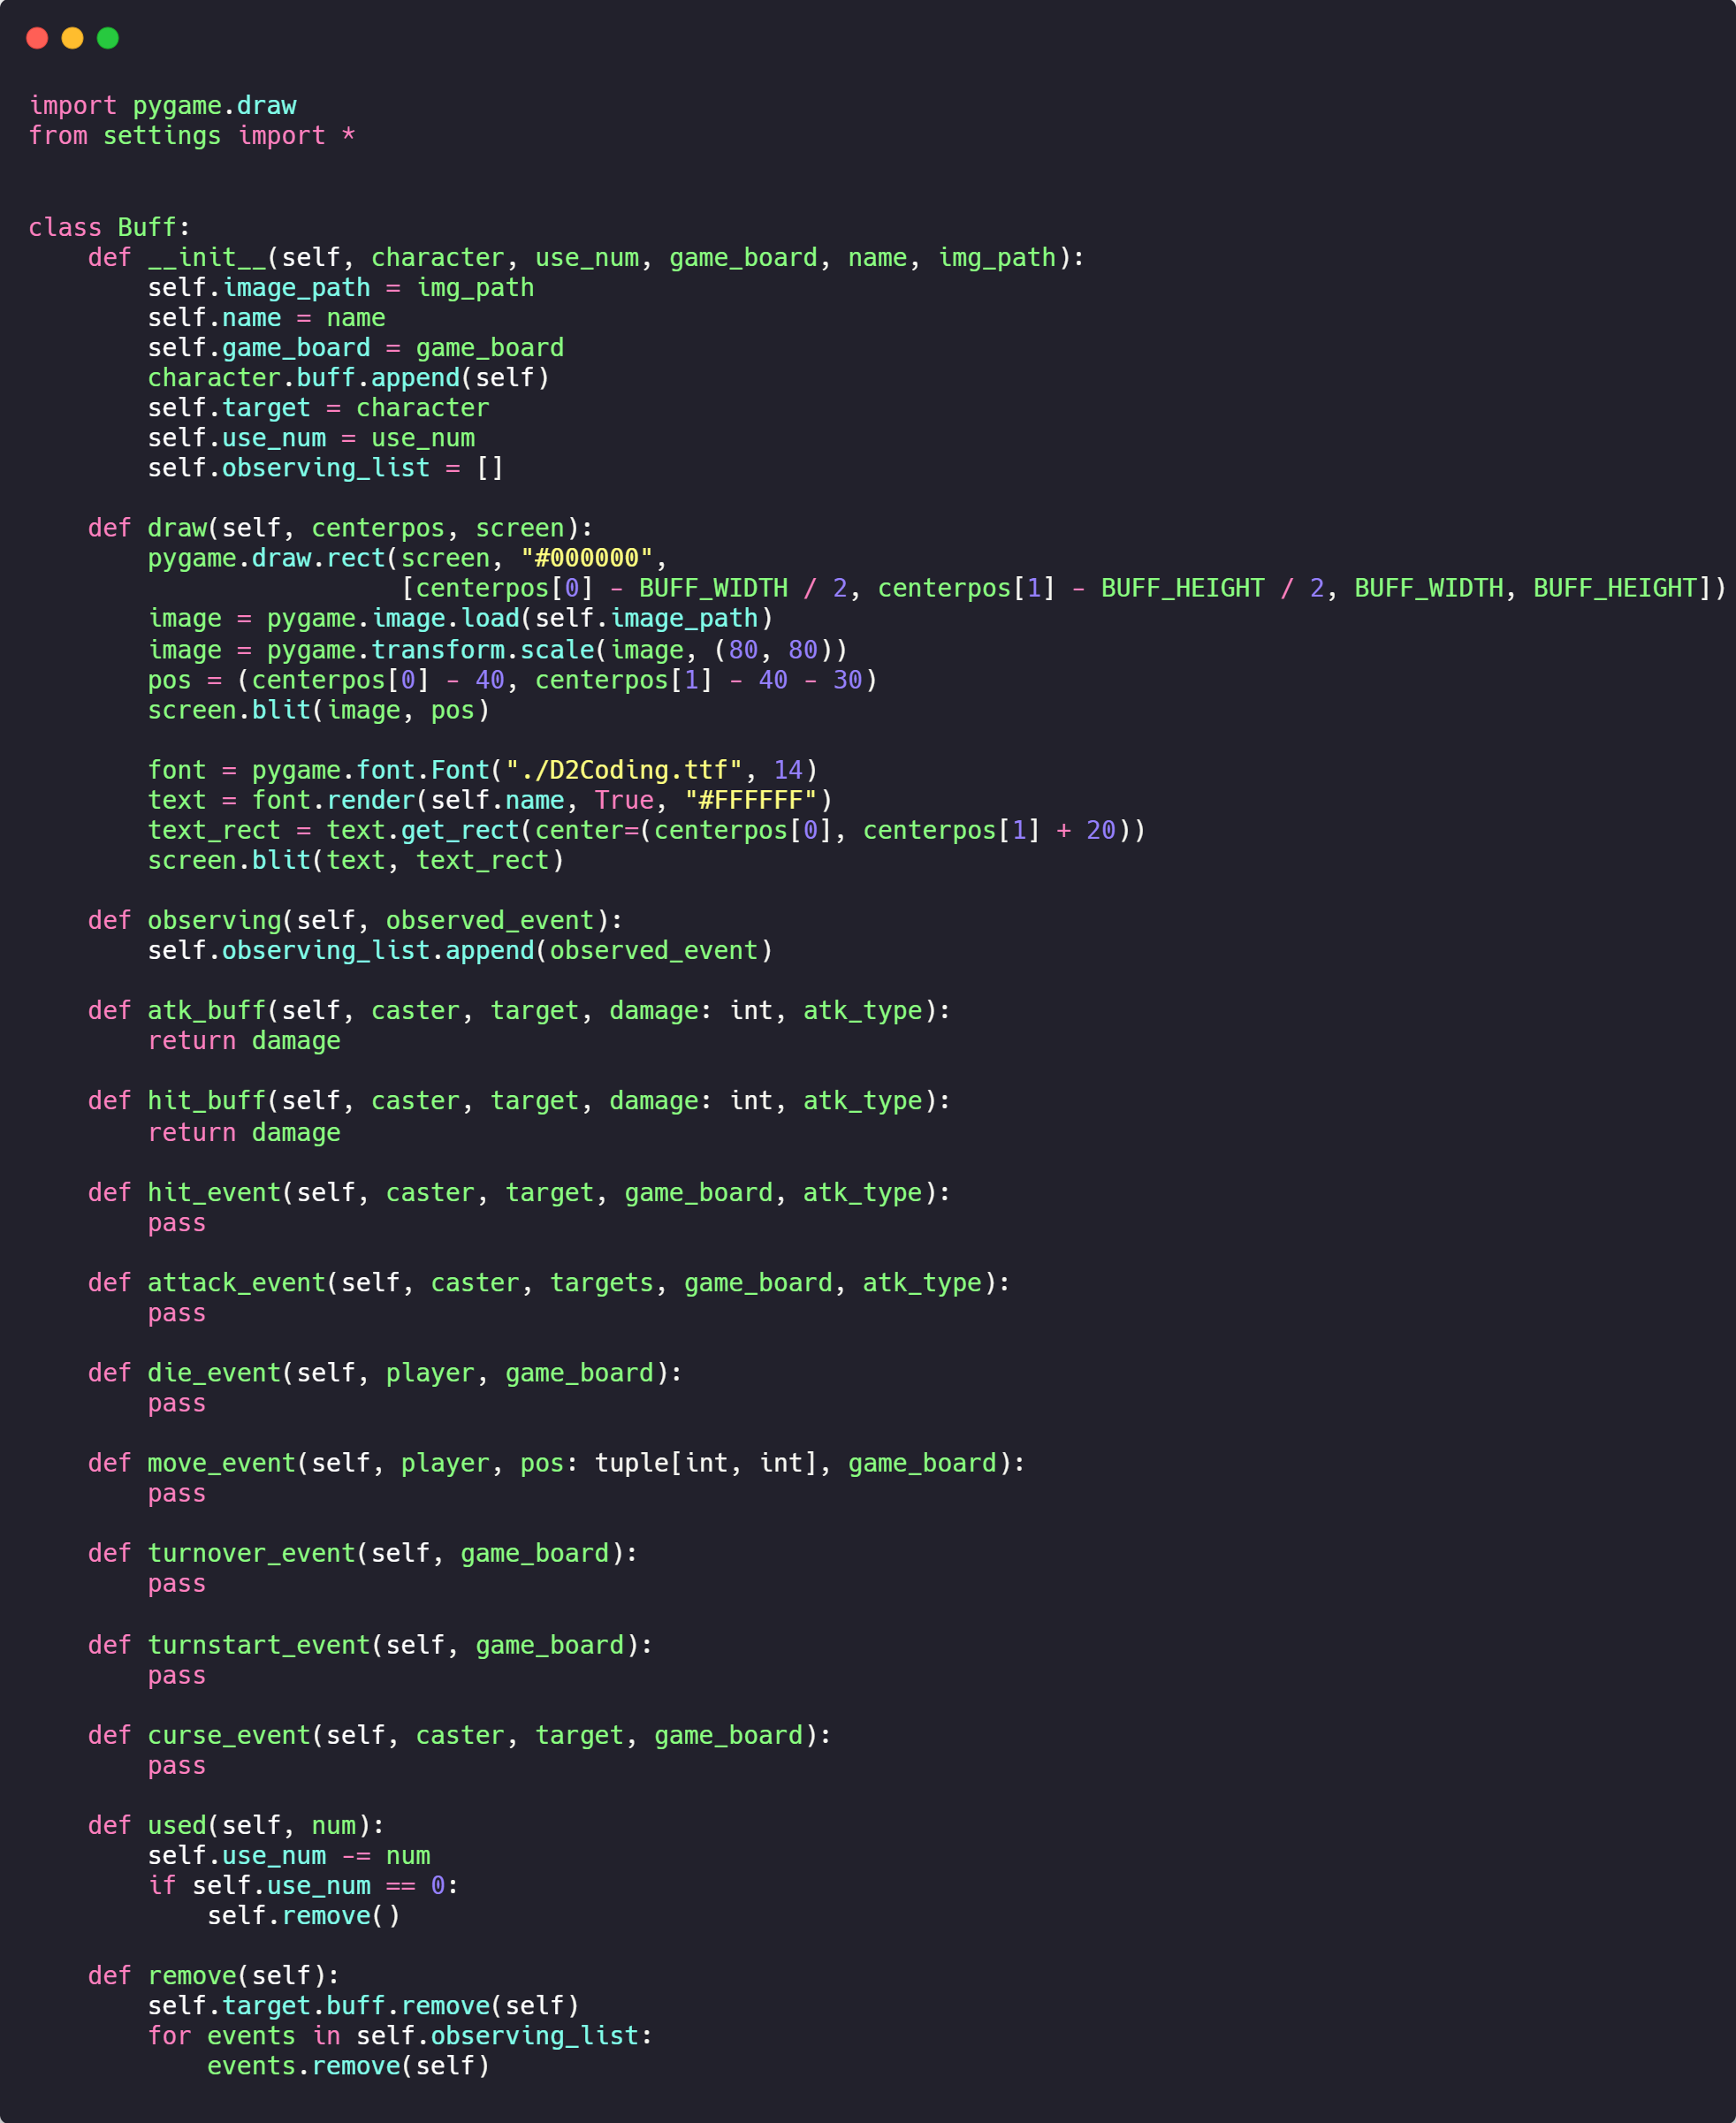 import pygame.draw
from settings import *
class Buff:
    def __init__(self, character, use_num, game_board, name, img_path):
        self.image_path = img_path
        self.name = name
        self.game_board = game_board
        character.buff.append(self)
        self.target = character
        self.use_num = use_num
        self.observing_list = []
    def draw(self, centerpos, screen):
        pygame.draw.rect(screen, "#000000",
                         [centerpos[0] - BUFF_WIDTH / 2, centerpos[1] - BUFF_HEIGHT / 2, BUFF_WIDTH, BUFF_HEIGHT])
        image = pygame.image.load(self.image_path)
        image = pygame.transform.scale(image, (80, 80))
        pos = (centerpos[0] - 40, centerpos[1] - 40 - 30)
        screen.blit(image, pos)
        font = pygame.font.Font("./D2Coding.ttf", 14)
        text = font.render(self.name, True, "#FFFFFF")
        text_rect = text.get_rect(center=(centerpos[0], centerpos[1] + 20))
        screen.blit(text, text_rect)
    def observing(self, observed_event):
        self.observing_list.append(observed_event)
    def atk_buff(self, caster, target, damage: int, atk_type):
        return damage
    def hit_buff(self, caster, target, damage: int, atk_type):
        return damage
    def hit_event(self, caster, target, game_board, atk_type):
        pass
    def attack_event(self, caster, targets, game_board, atk_type):
        pass
    def die_event(self, player, game_board):
        pass
    def move_event(self, player, pos: tuple[int, int], game_board):
        pass
    def turnover_event(self, game_board):
        pass
    def turnstart_event(self, game_board):
        pass
    def curse_event(self, caster, target, game_board):
        pass
    def used(self, num):
        self.use_num -= num
        if self.use_num == 0:
            self.remove()
    def remove(self):
        self.target.buff.remove(self)
        for events in self.observing_list:
            events.remove(self)